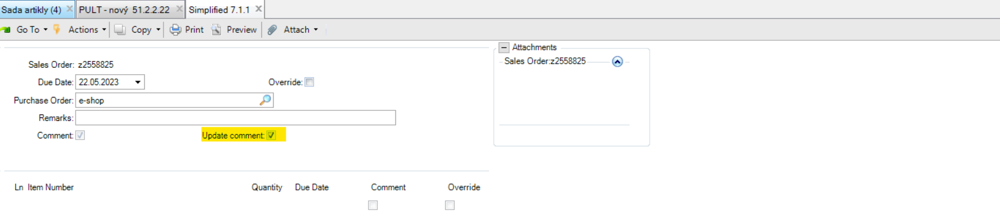 Sada artikly (4) PULT - nový 51.2.2.22 Simplified 7.1.1
Go To Actions Copy Print Preview Attach
Attachments
Sales Order: z2558825
Sales Order:z2558825
Due Date: 22.05.2023 Override:
Purchase Order: e-shop
Remarks:
Comment: Update comment:
Ln Item Number Quantity Due Date Comment Override